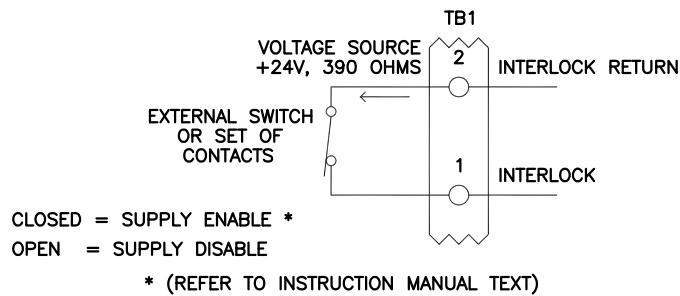 TB1
VOLTAGE SOURCE
+24V, 390 OHMS
2
INTERLOCK RETURN
EXTERNAL SWITCH
OR SET OF
CONTACTS
1
INTERLOCK
CLOSED = SUPPLY ENABLE *
OPEN = SUPPLY DISABLE
* (REFER TO INSTRUCTION MANUAL TEXT)